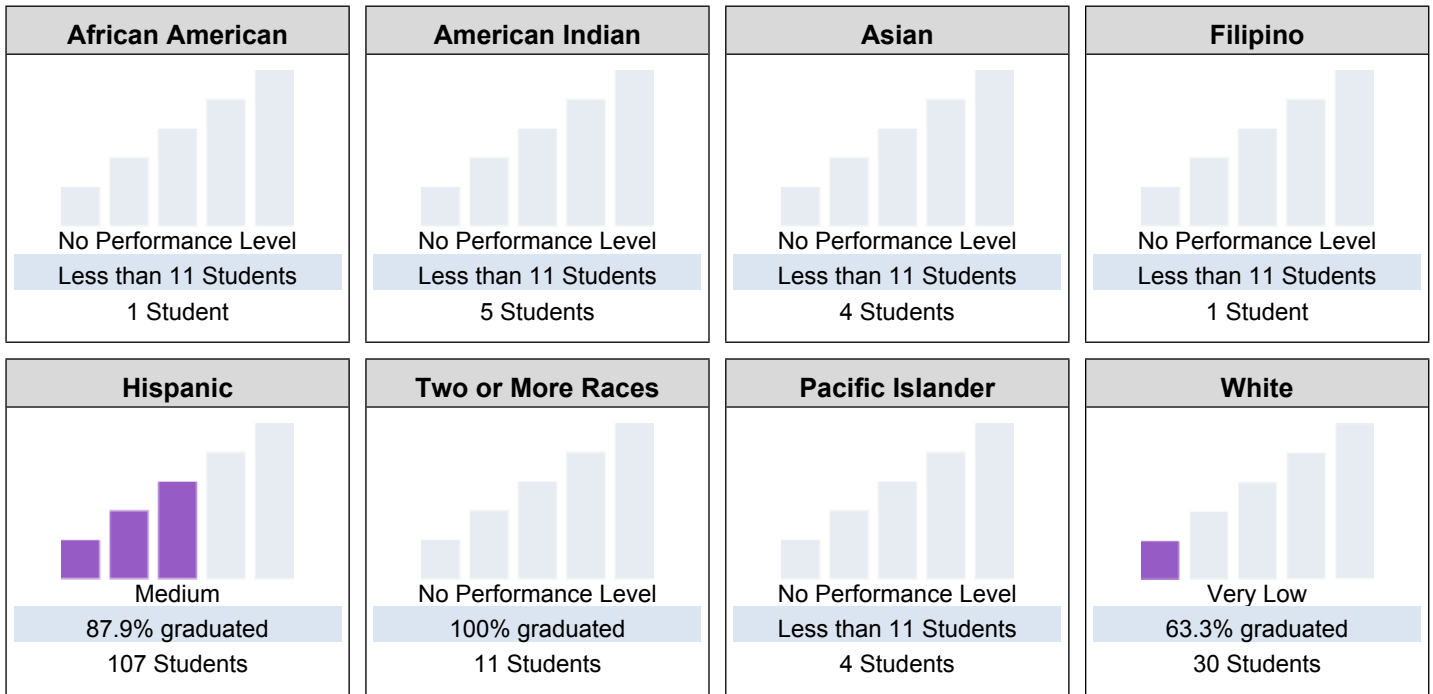 African American
No Performance Level
Less than 11 Students
1 Student
American Indian
No Performance Level
Less than 11 Students
5 Students
Asian
No Performance Level
Less than 11 Students
4 Students
Filipino
No Performance Level
Less than 11 Students
1 Student
Hispanic
Medium
87.9% graduated
107 Students
Two or More Races
No Performance Level
100% graduated
11 Students
Pacific Islander
No Performance Level
Less than 11 Students
4 Students
White
Very Low
63.3% graduated
30 Students